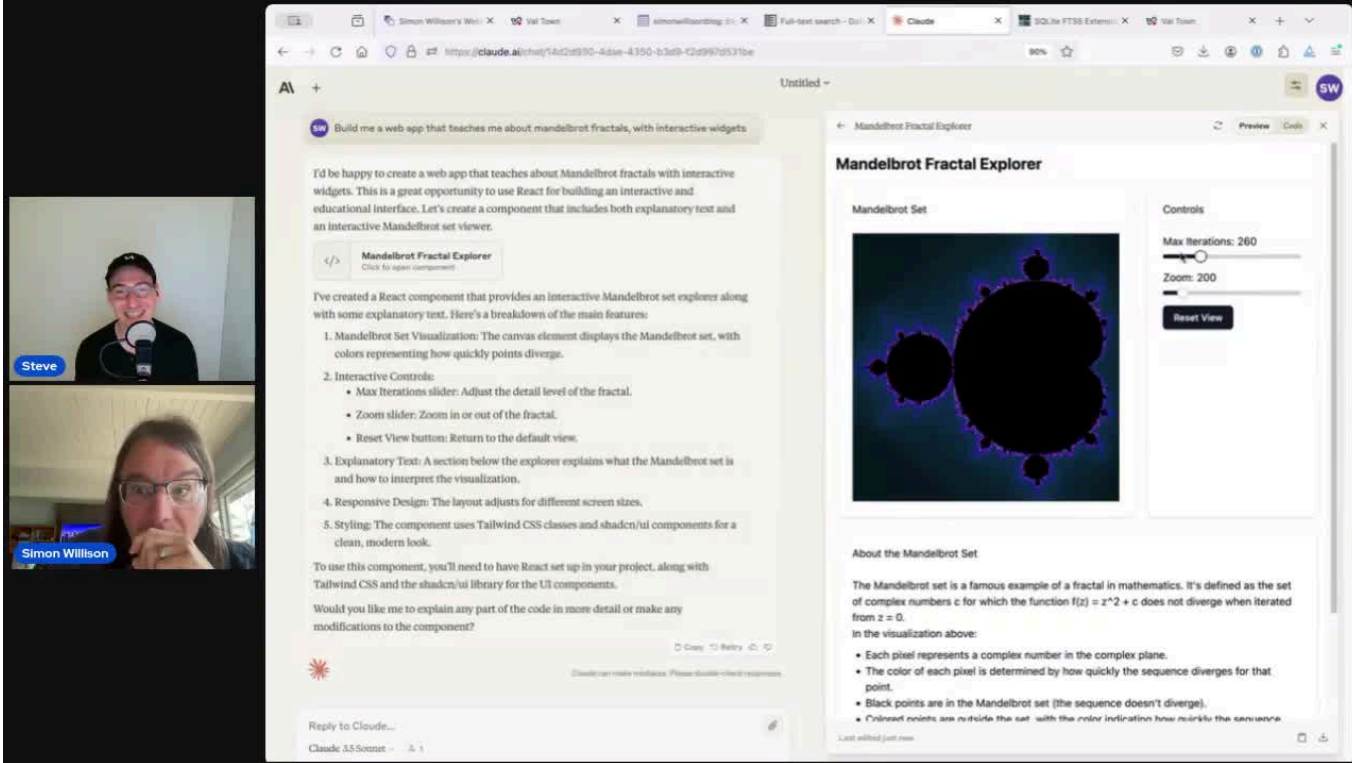 Simon Willison's Web
Val Town
simonwillisonblog:
Full-text search - Dat
Claude
SQLite FTS5 Extensi
Val Town
https://claude.ai/chat/
80%
Untitled
SW
SW
Build me a web app that teaches me about mandelbrot fractals, with interactive widgets
I'd be happy to create a web app that teaches about Mandelbrot fractals with interactive
widgets. This is a great opportunity to use React for building an interactive and
educational interface. Let's create a component that includes both explanatory text and
an interactive Mandelbrot set viewer.
Mandelbrot Fractal Explorer
Click to open component
I've created a React component that provides an interactive Mandelbrot set explorer along
with some explanatory text. Here's a breakdown of the main features:
1. Mandelbrot Set Visualization: The canvas element displays the Mandelbrot set, with
colors representing how quickly points diverge.
2. Interactive Controls:
• Max Iterations slider: Adjust the detail level of the fractal.
• Zoom slider: Zoom in or out of the fractal.
• Reset View button: Return to the default view.
3. Explanatory Text: A section below the explorer explains what the Mandelbrot set is
and how to interpret the visualization.
4. Responsive Design: The layout adjusts for different screen sizes.
5. Styling: The component uses Tailwind CSS classes and shadcn/ui components for a
clean, modern look.
To use this component, you'll need to have React set up in your project, along with
Tailwind CSS and the shadcn/ui library for the UI components.
Would you like me to explain any part of the code in more detail or make any
modifications to the component?
Copy Retry
Claude can make mistakes. Please double-check responses.
Reply to Claude...
Claude 3.5 Sonnet
Mandelbrot Fractal Explorer
Preview Code
Mandelbrot Fractal Explorer
Mandelbrot Set
Controls
Max Iterations: 260
Zoom: 200
Reset View
About the Mandelbrot Set
The Mandelbrot set is a famous example of a fractal in mathematics. It's defined as the set
of complex numbers c for which the function f(z) = z^2 + c does not diverge when iterated
from z = 0.
In the visualization above:
• Each pixel represents a complex number in the complex plane.
• The color of each pixel is determined by how quickly the sequence diverges for that
point.
• Black points are in the Mandelbrot set (the sequence doesn't diverge).
• Colored points are outside the set, with the color indicating how quickly the sequence
Last edited just now
Steve
Simon Willison